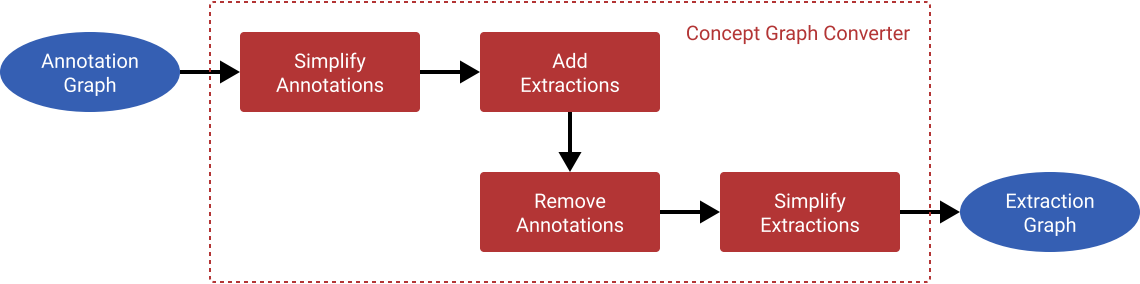 Concept Graph Converter
Annotation
Graph
Simplify
Annotations
Add
Extractions
Remove
Annotations
Simplify
Extractions
Extraction
Graph